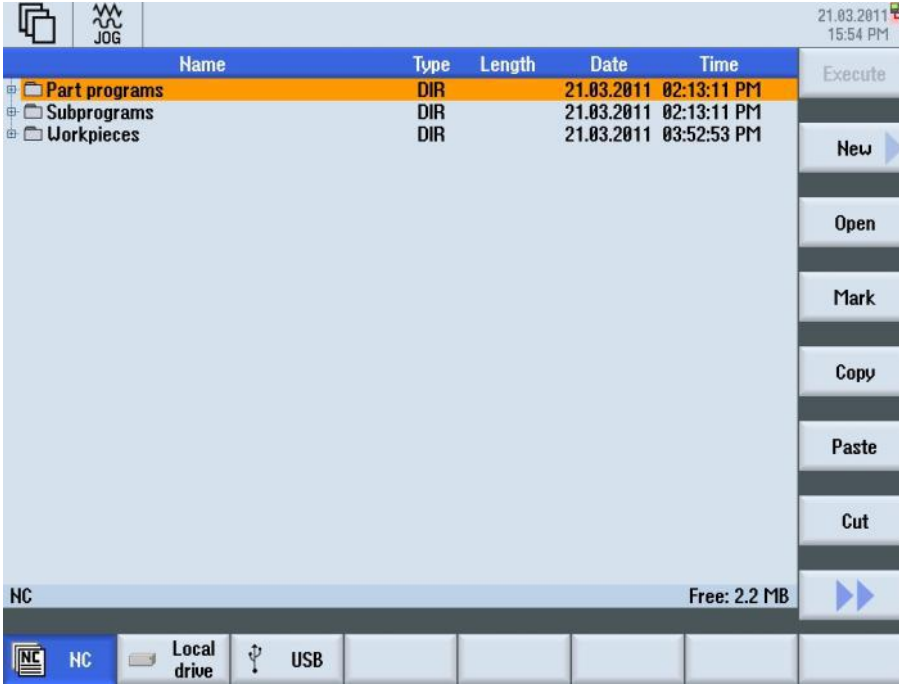 JOG
21.03.2011
15:54 PM
Name Type Length Date Time
Part programs DIR 21.03.2011 02:13:11 PM
Subprograms DIR 21.03.2011 02:13:11 PM
Workpieces DIR 21.03.2011 03:52:53 PM
Execute
New
Open
Mark
Copy
Paste
Cut
NC Free: 2.2 MB
NC NC
Local
drive
USB